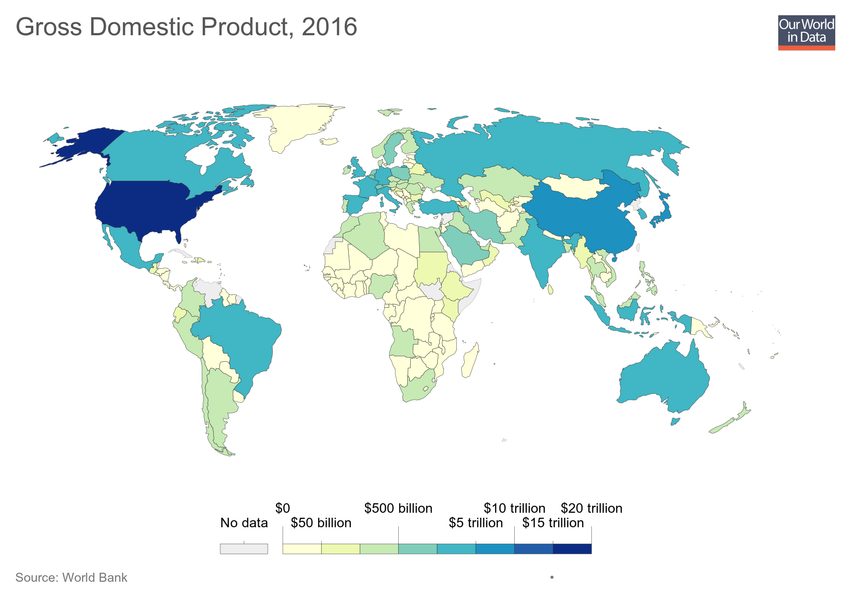 Gross Domestic Product, 2016
Our World
in Data
$0 $500 billion $10 trillion $20 trillion
No data $50 billion $5 trillion $15 trillion
Source: World Bank